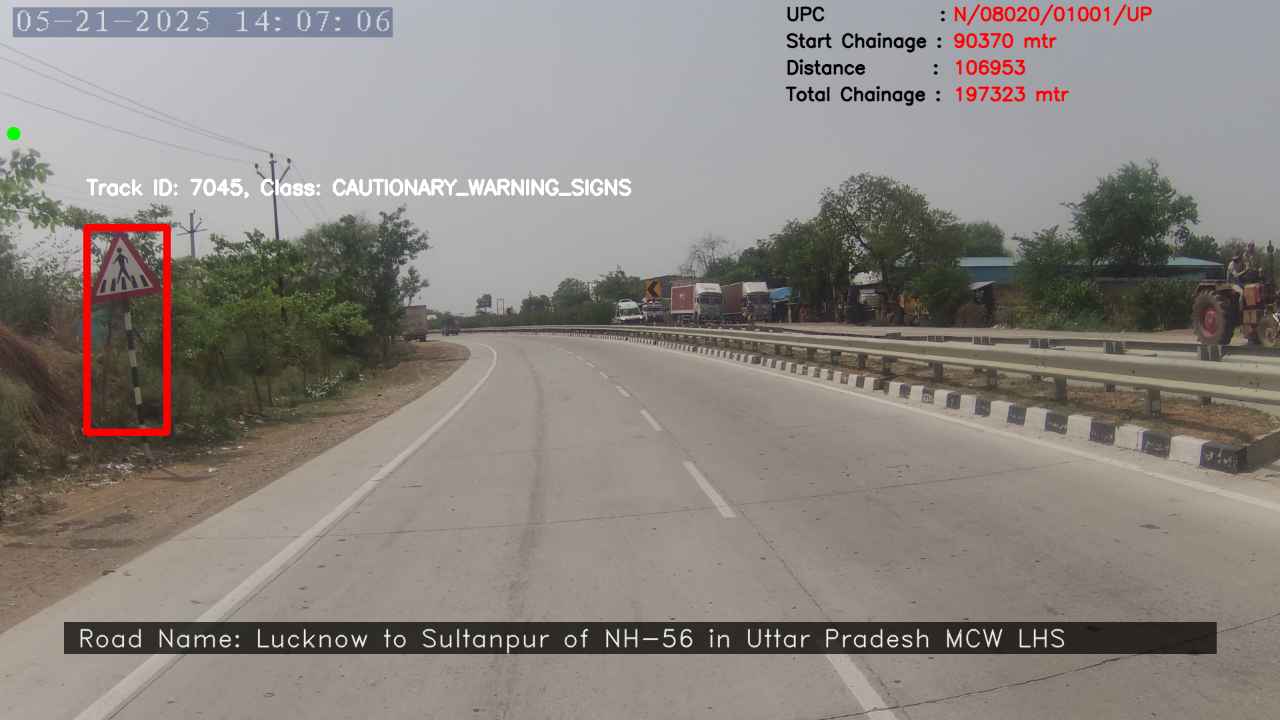 05-21-2025 14:07:06
UPC : N/08020/01001/UP
Start Chainage : 90370 mtr
Distance : 106953
Total Chainage : 197323 mtr
Track ID: 7045, Class: CAUTIONARY_WARNING_SIGNS
Road Name: Lucknow to Sultanpur of NH-56 in Uttar Pradesh MCW LHS